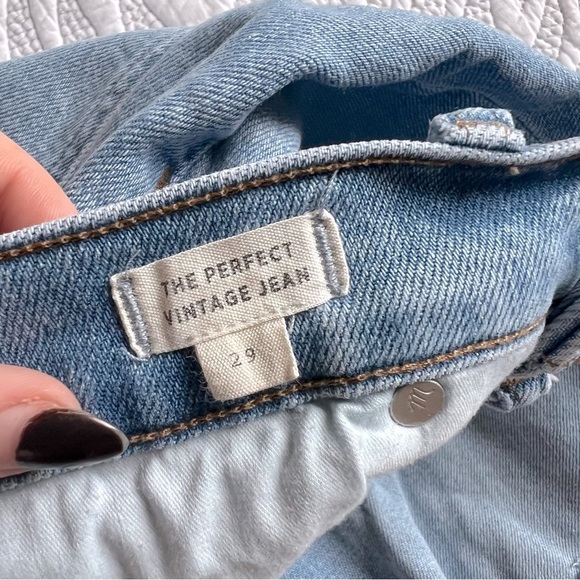 THE PERFECT
VINTAGE JEAN
29